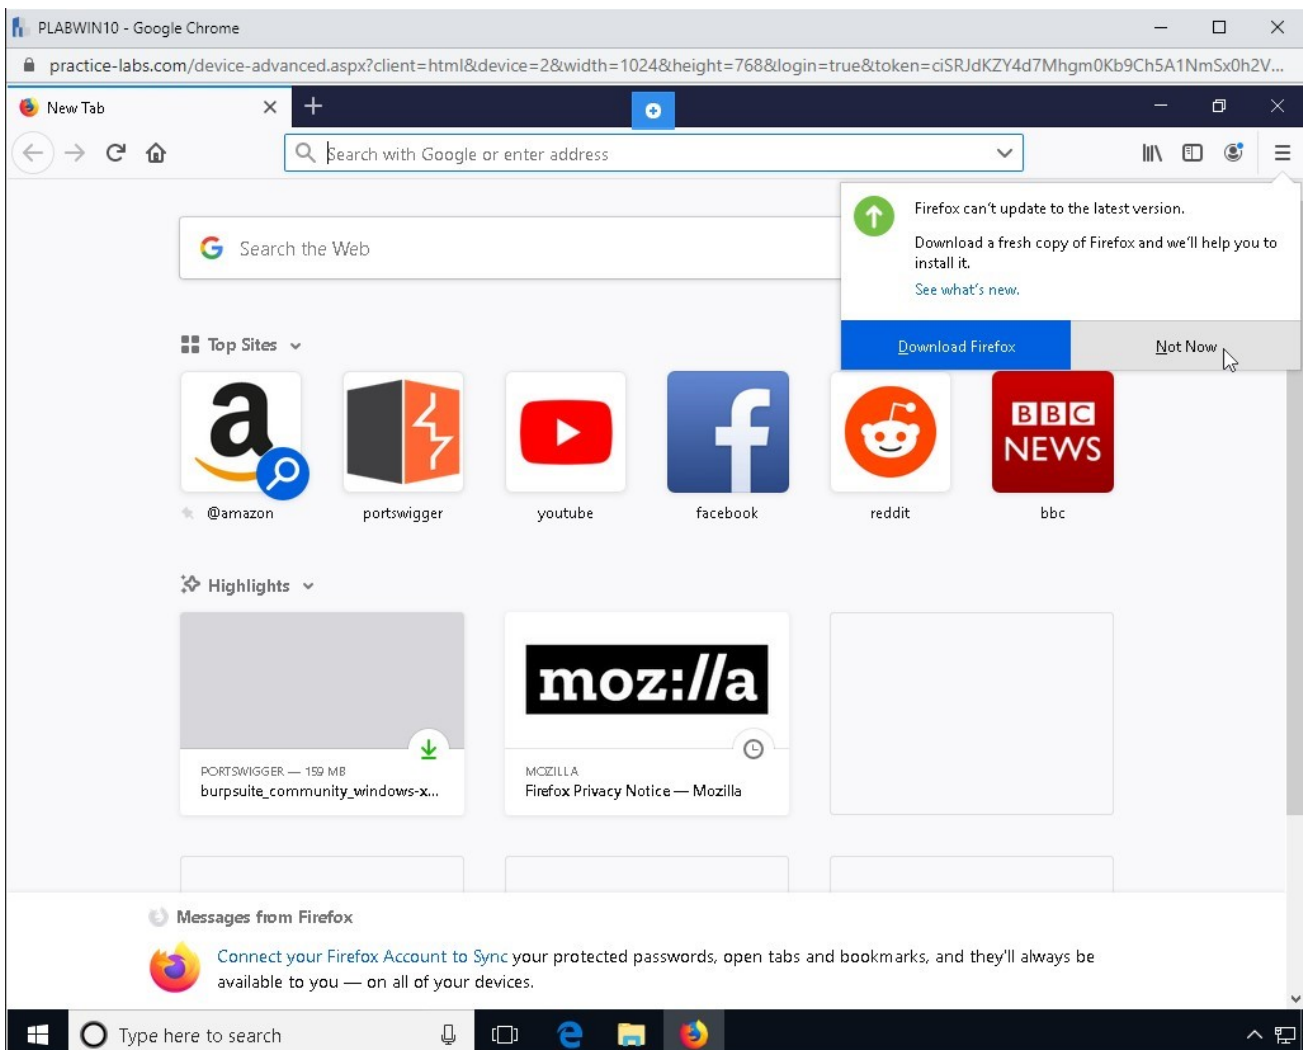 PLABWIN10 - Google Chrome
practice-labs.com/device-advanced.aspx?client=html&device=2&width=1024&height=768&login=true&token=ciSRJdKZY4d7Mhgm0Kb9Ch5A1NmSx0h2V...
New Tab
Search with Google or enter address
Firefox can't update to the latest version.
Download a fresh copy of Firefox and we'll help you to
install it.
See what's new.
Download Firefox
Not Now
Search the Web
Top Sites
a
BBC
NEWS
@amazon
portswigger
youtube
facebook
reddit
bbc
Highlights
moz://a
PORTSWIGGER — 159 MB
burpsuite_community_windows-x...
MOZILLA
Firefox Privacy Notice — Mozilla
Messages from Firefox
Connect your Firefox Account to Sync your protected passwords, open tabs and bookmarks, and they'll always be
available to you — on all of your devices.
Type here to search